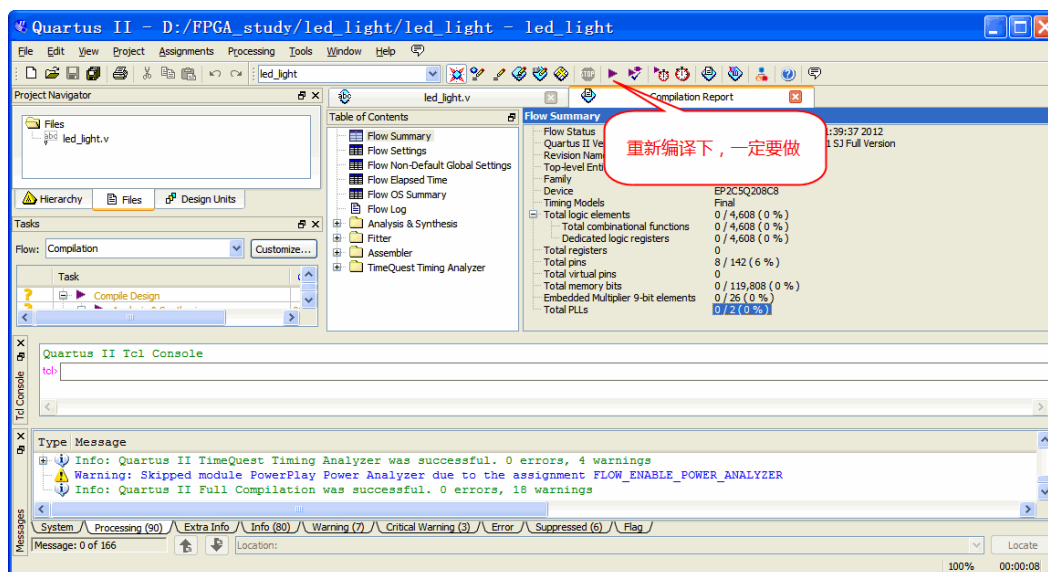 Quartus II - D:/FPGA_study/led_light/led_light - led_light
File Edit View Project Assignments Processing Tools Window Help
led_light
STOP
Project Navigator
Files
led_light.v
Hierarchy Files Design Units
Tasks
Flow: Compilation Customize...
Task
Compile Design
led_light.v
Compilation Report
Table of Contents
Flow Summary
Flow Settings
Flow Non-Default Global Settings
Flow Elapsed Time
Flow OS Summary
Flow Log
Analysis & Synthesis
Fitter
Assembler
TimeQuest Timing Analyzer
Flow Summary
Flow Status :39:37 2012
Quartus II Ve 1 SJ Full Version
Revision Name
Top-level Enti
Family
Device EP2C5Q208C8
Timing Models Final
Total logic elements 0 / 4,608 ( 0 % )
Total combinational functions 0 / 4,608 ( 0 % )
Dedicated logic registers 0 / 4,608 ( 0 % )
Total registers 0
Total pins 8 / 142 ( 6 % )
Total virtual pins 0
Total memory bits 0 / 119,808 ( 0 % )
Embedded Multiplier 9-bit elements 0 / 26 ( 0 % )
Total PLLs 0 / 2 ( 0 % )
重新编译下，一定要做
Quartus II Tcl Console
tcl>
Tcl Console
Type Message
Info: Quartus II TimeQuest Timing Analyzer was successful. 0 errors, 4 warnings
Warning: Skipped module PowerPlay Power Analyzer due to the assignment FLOW_ENABLE_POWER_ANALYZER
Info: Quartus II Full Compilation was successful. 0 errors, 18 warnings
System Processing (90) Extra Info Info (80) Warning (7) Critical Warning (3) Error Suppressed (6) Flag
Messages
Message: 0 of 166 Location: Locate
100% 00:00:08